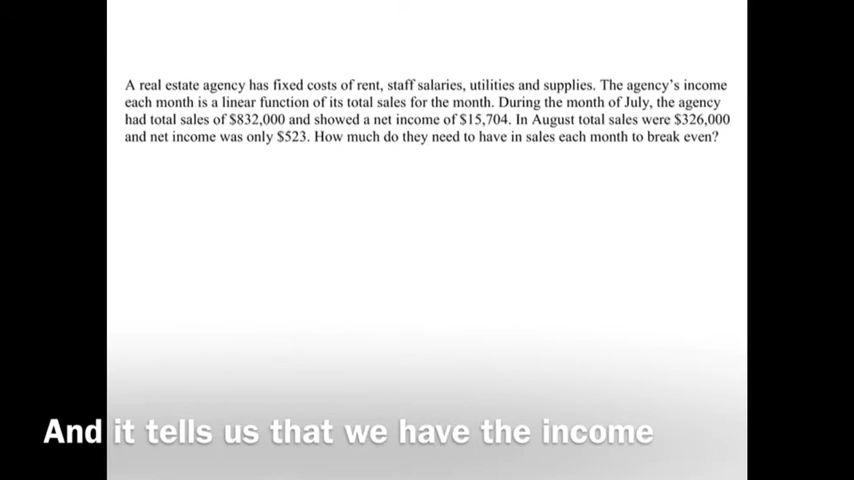 A real estate agency has fixed costs of rent, staff salaries, utilities and supplies. The agency's income
each month is a linear function of its total sales for the month. During the month of July, the agency
had total sales of $832,000 and showed a net income of $15,704. In August total sales were $326,000
and net income was only $523. How much do they need to have in sales each month to break even?
And it tells us that we have the income